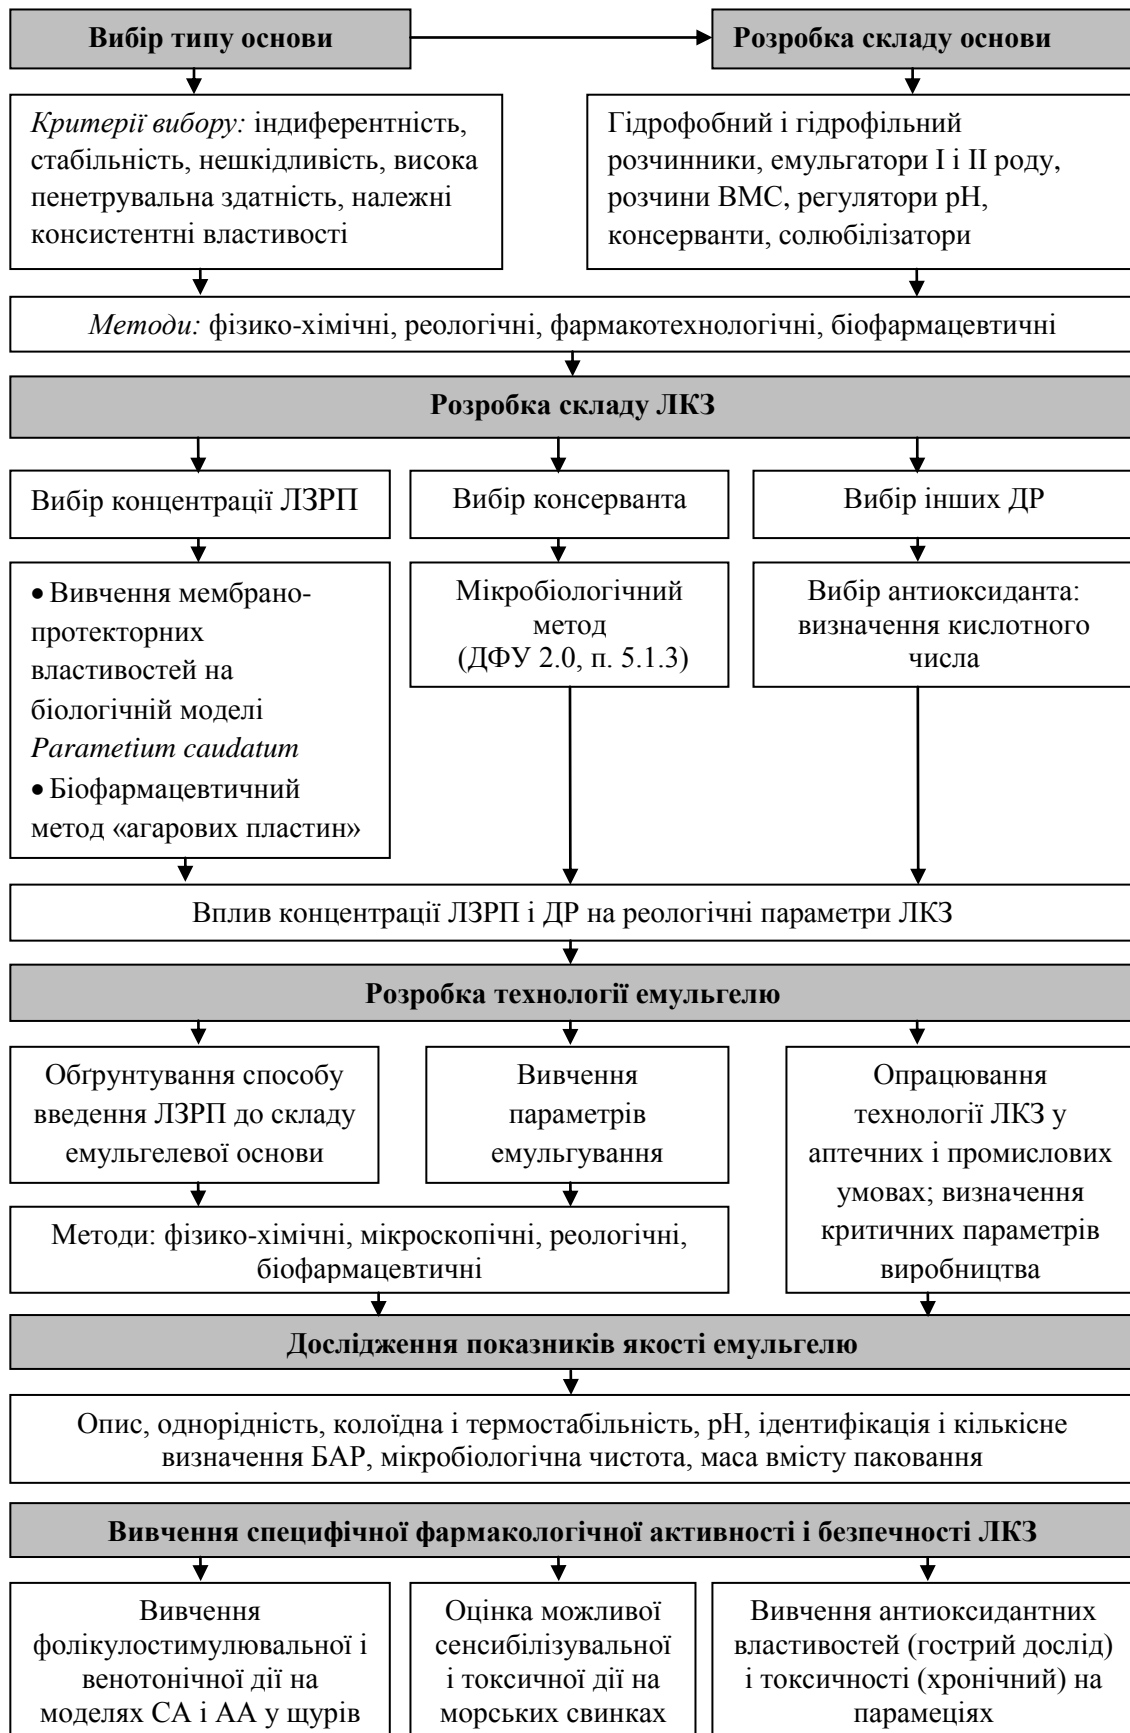 Вибір типу основи
Розробка складу основи
Критерії вибору: індиферентність,
стабільність, нешкідливість, висока
пенетрувальна здатність, належні
консистентні властивості
Гідрофобний і гідрофільний
розчинники, емульгатори І і ІІ роду,
розчини ВМС, регулятори рН,
консерванти, солюбілізатори
Методи: фізико-хімічні, реологічні, фармакотехнологічні, біофармацевтичні
Розробка складу ЛКЗ
Вибір концентрації ЛЗРП
Вибір консерванта
Вибір інших ДР
• Вивчення мембрано-
протекторних
властивостей на
біологічній моделі
Parametium caudatum
• Біофармацевтичний
метод «агарових пластин»
Мікробіологічний
метод
(ДФУ 2.0, п. 5.1.3)
Вибір антиоксиданта:
визначення кислотного
числа
Вплив концентрації ЛЗРП і ДР на реологічні параметри ЛКЗ
Розробка технології емульгелю
Обґрунтування способу
введення ЛЗРП до складу
емульгелевої основи
Вивчення
параметрів
емульгування
Опрацювання
технології ЛКЗ у
аптечних і промислових
умовах; визначення
критичних параметрів
виробництва
Методи: фізико-хімічні, мікроскопічні, реологічні,
біофармацевтичні
Дослідження показників якості емульгелю
Опис, однорідність, колоїдна і термостабільність, рН, ідентифікація і кількісне
визначення БАР, мікробіологічна чистота, маса вмісту паковання
Вивчення специфічної фармакологічної активності і безпечності ЛКЗ
Вивчення
фолікулостимулювальної і
венотонічної дії на
моделях СА і АА у щурів
Оцінка можливої
сенсибілізувальної
і токсичної дії на
морських свинках
Вивчення антиоксидантних
властивостей (гострий дослід)
і токсичності (хронічний) на
парамеціях